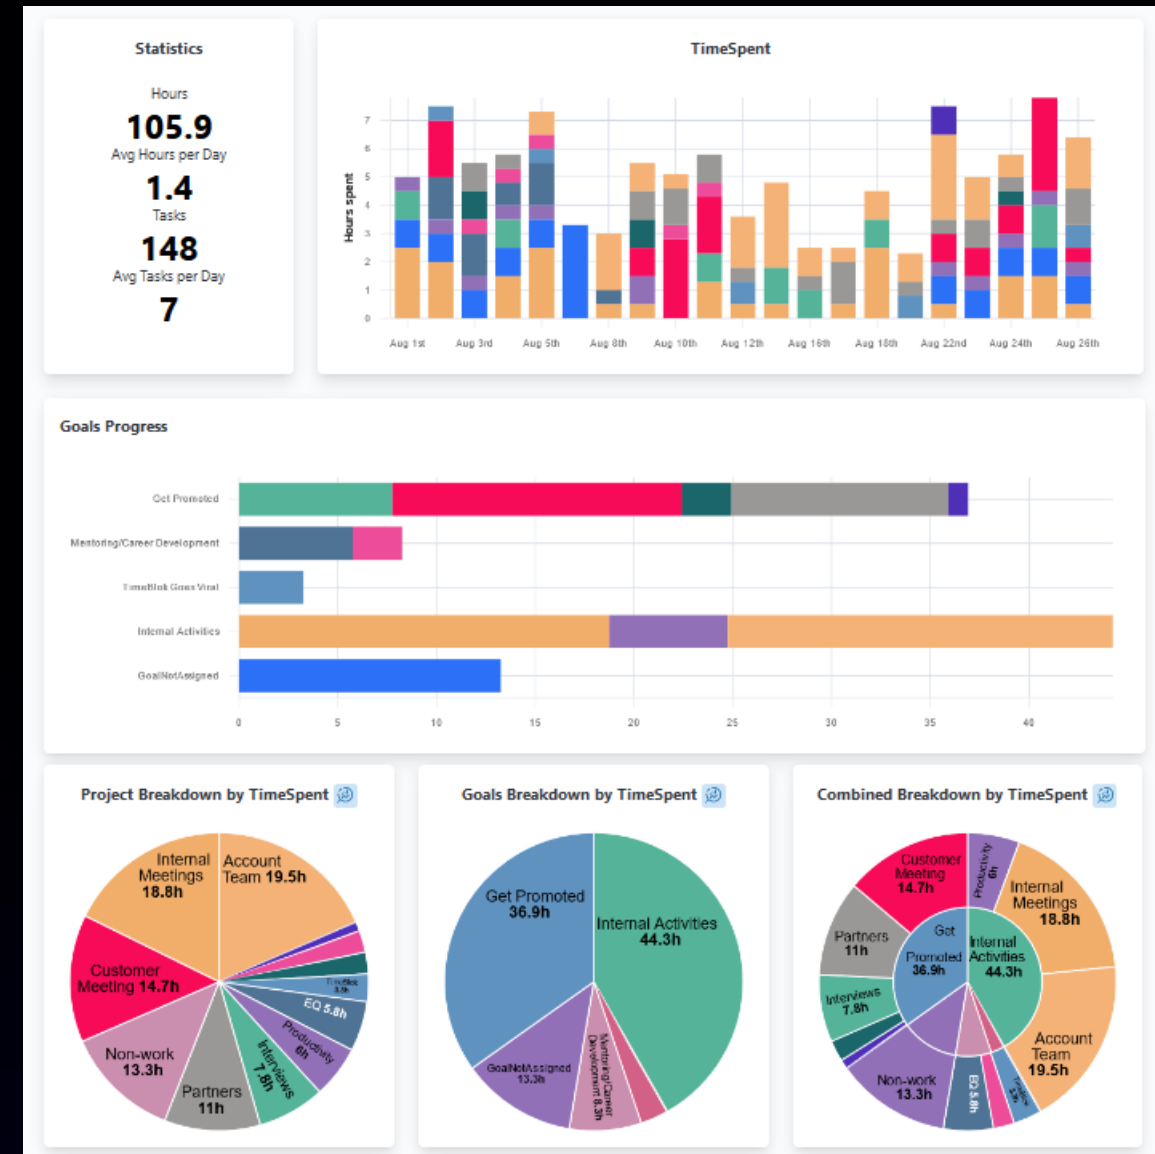 Statistics
Hours
105.9
Avg Hours per Day
1.4
Tasks
148
Avg Tasks per Day
7
TimeSpent
Hours spent
7
6
5
4
3
2
1
0
Aug 1st
Aug 3rd
Aug 5th
Aug 8th
Aug 10th
Aug 12th
Aug 16th
Aug 18th
Aug 22nd
Aug 24th
Aug 26th
Goals Progress
Get Promoted
Mentoring/Career Development
TimeBlok Goes Viral
Internal Activities
GoalNotAssigned
0
5
10
15
20
25
30
35
40
Project Breakdown by TimeSpent
Internal
Meetings
18.8h
Account
Team 19.5h
Customer
Meeting 14.7h
TimeBlok
EQ 5.8h
Productivity
6h
Non-work
13.3h
Interviews
7.8h
Partners
11h
Goals Breakdown by TimeSpent
Get Promoted
36.9h
Internal Activities
44.3h
GoalNotAssigned
13.3h
Mentoring/Career
Development 8.3h
Combined Breakdown by TimeSpent
Customer
Meeting
14.7h
Productivity
6h
Internal
Meetings
18.8h
Partners
11h
Get
Promoted
36.9h
Internal
Activities
44.3h
Interviews
7.8h
Account
Team
19.5h
Non-work
13.3h
EQ 5.8h